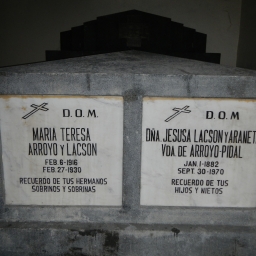 D.O.M.
D.O.M.
MARIA TERESA
ARROYO Y LACSON
FEB. 6-1916
FEB. 27-1930
RECUERDO DE TUS HERMANOS
SOBRINOS Y SOBRINAS
D.O.M
DNA. JESUSA LACSON Y ARANETA
VDA DE ARROYO-PIDAL
JAN. 1-1882
SEPT. 30-1970
RECUERDO DE TUS
HIJOS Y NIETOS